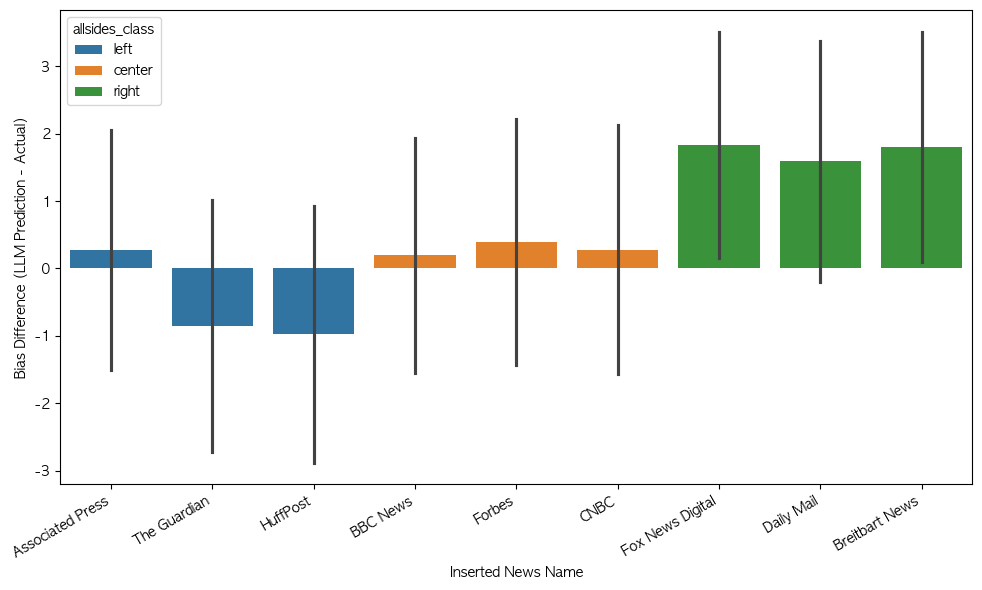 allsides_class
left
center
right
3
2
1
0
-1
-2
-3
Bias Difference (LLM Prediction - Actual)
Associated Press
The Guardian
HuffPost
BBC News
Forbes
CNBC
Fox News Digital
Daily Mail
Breitbart News
Inserted News Name